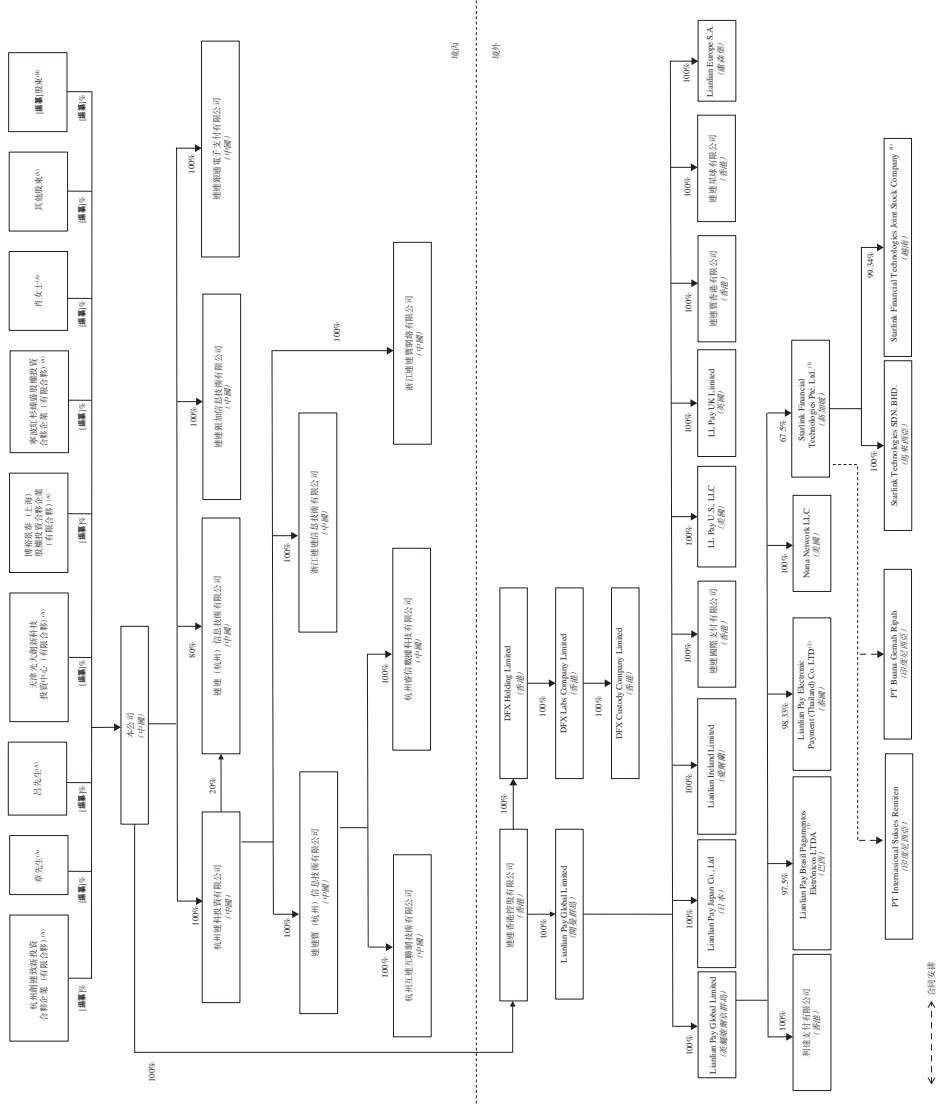 杭州創連致新投資
合夥企業（有限合夥）(A)
章先生(A)
呂先生(A)
天津光大創新科技
投資中心（有限合夥）(A)
博裕景泰（上海）
股權投資合夥企業
（有限合夥）(A)
寧波紅杉臻盛股權投資
合夥企業（有限合夥）(A)
肖女士(A)
其他股東(A)
[編纂]股東(B)
[編纂]%
[編纂]%
[編纂]%
[編纂]%
[編纂]%
[編纂]%
[編纂]%
[編纂]%
[編纂]%
本公司
（中國）
100%
100%
80%
100%
100%
杭州連科投資有限公司
（中國）
20%
連連（杭州）信息技術有限公司
（中國）
連連銀加信息技術有限公司
（中國）
連連銀通電子支付有限公司
（中國）
100%
100%
100%
連連寶（杭州）信息技術有限公司
（中國）
浙江連連信息技術有限公司
（中國）
100%
100%
杭州互連互聯網技術有限公司
（中國）
杭州睿信數據科技有限公司
（中國）
浙江連連寶網絡有限公司
（中國）
境內
境外
連連香港控股有限公司
（香港）
100%
DFX Holding Limited
（香港）
100%
100%
Lianlian Pay Global Limited
（開曼群島）
DFX Labs Company Limited
（香港）
100%
DFX Custody Company Limited
（香港）
100%
100%
100%
100%
100%
100%
100%
100%
100%
Lianlian Pay Global Limited
（英屬維爾京群島）
Lianlian Pay Japan Co., Ltd
（日本）
Lianlian Ireland Limited
（愛爾蘭）
連連國際支付有限公司
（香港）
LL Pay U.S., LLC
（美國）
LL Pay UK Limited
（英國）
連連寶香港有限公司
（香港）
連連星球有限公司
（香港）
Lianlian Europe S.A.
（盧森堡）
100%
97.5%
98.33%
100%
67.5%
利達支付有限公司
（香港）
Lianlian Pay Brasil Pagamentos
Eletrônicos LTDA(1)
（巴西）
Lianlian Pay Electronic
Payment (Thailand) Co. LTD(2)
（泰國）
Nuna Network LLC
（美國）
Starlink Financial
Technologies Pte. Ltd.(3)
（新加坡）
100%
99.34%
PT Internasional Sukses Remiten
（印度尼西亞）
PT Buana Gemah Ripah
（印度尼西亞）
Starlink Technologies SDN. BHD.
（馬來西亞）
Starlink Financial Technologies Joint Stock Company (4)
（越南）
合同安排